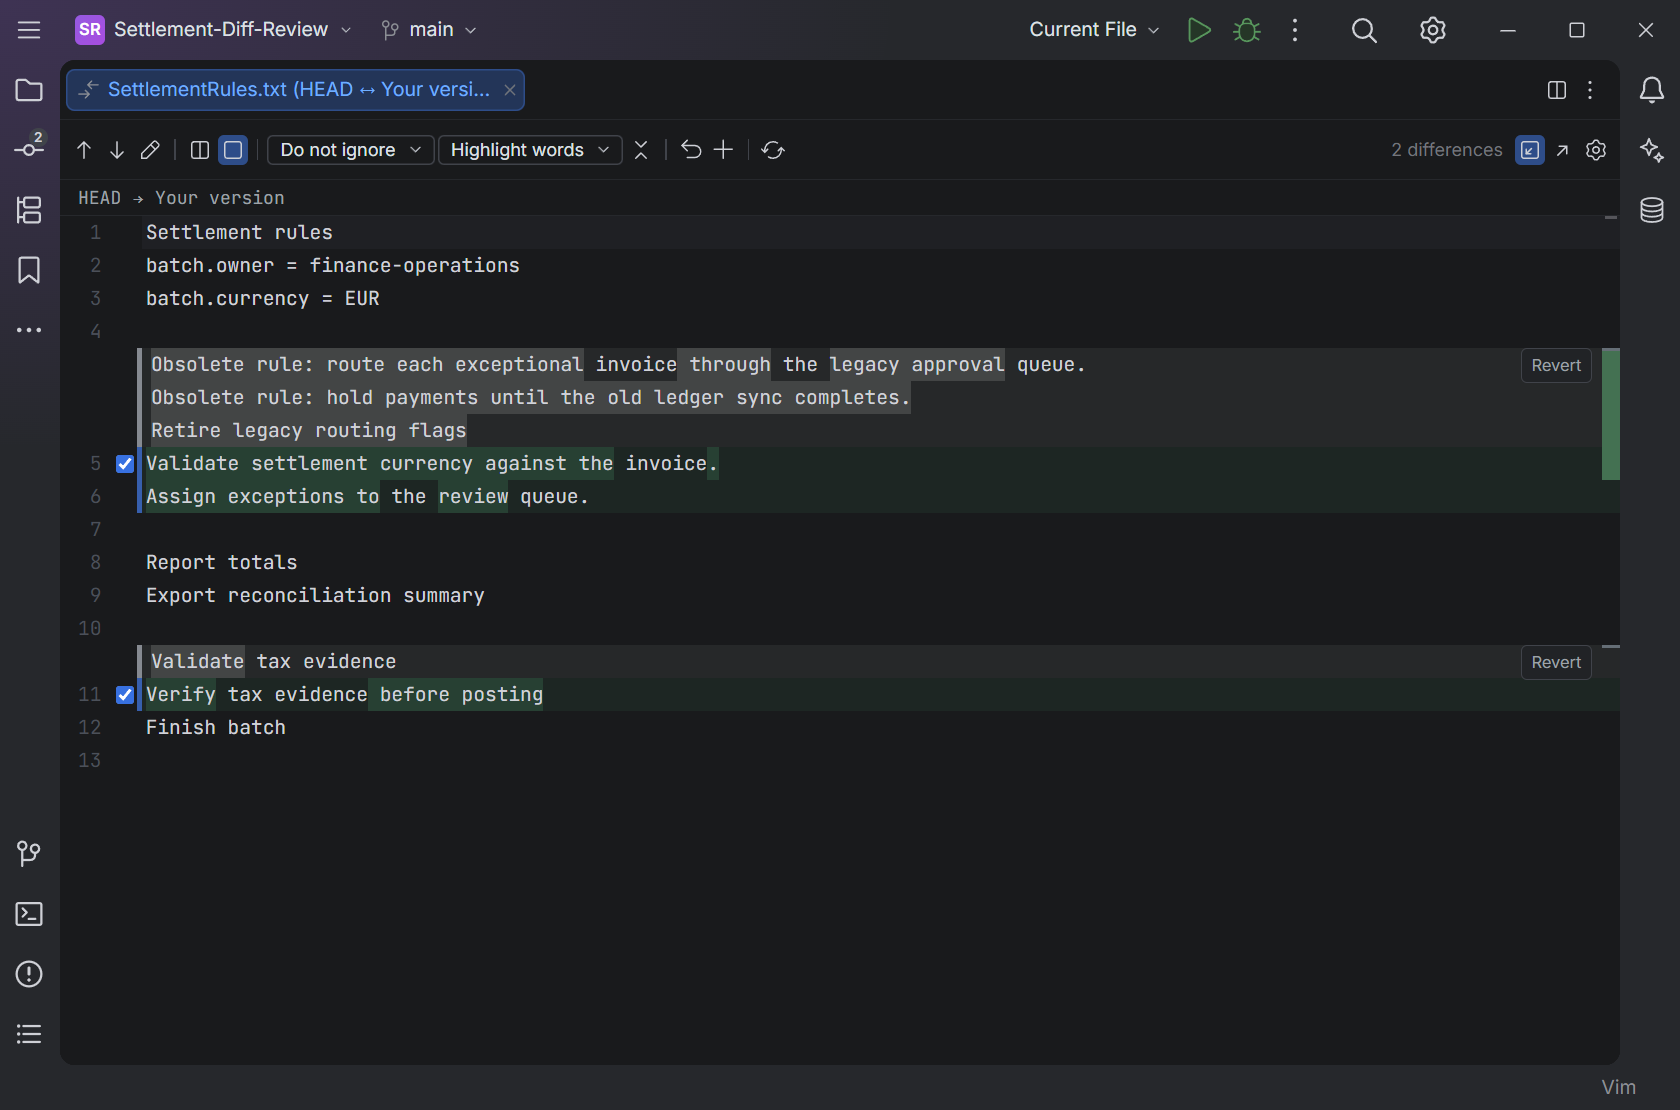 SR Settlement-Diff-Review main Current File
SettlementRules.txt (HEAD ↔ Your versi...
2
Do not ignore Highlight words 2 differences
HEAD → Your version
1 Settlement rules
2 batch.owner = finance-operations
3 batch.currency = EUR
4
Obsolete rule: route each exceptional invoice through the legacy approval queue. Revert
Obsolete rule: hold payments until the old ledger sync completes.
Retire legacy routing flags
5 Validate settlement currency against the invoice.
6 Assign exceptions to the review queue.
7
8 Report totals
9 Export reconciliation summary
10
Validate tax evidence Revert
11 Verify tax evidence before posting
12 Finish batch
13
Vim